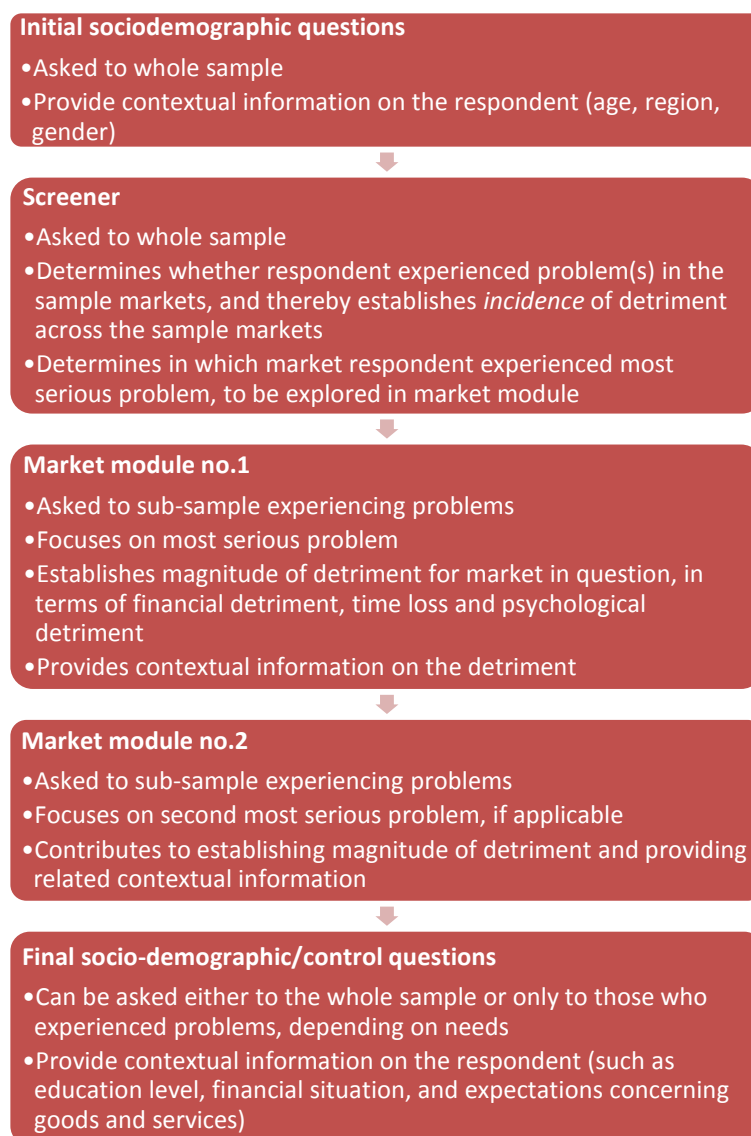 Initial sociodemographic questions
•Asked to whole sample
•Provide contextual information on the respondent (age, region,
gender)
Screener
•Asked to whole sample
•Determines whether respondent experienced problem(s) in the
sample markets, and thereby establishes incidence of detriment
across the sample markets
•Determines in which market respondent experienced most
serious problem, to be explored in market module
Market module no.1
•Asked to sub-sample experiencing problems
•Focuses on most serious problem
•Establishes magnitude of detriment for market in question, in
terms of financial detriment, time loss and psychological
detriment
•Provides contextual information on the detriment
Market module no.2
•Asked to sub-sample experiencing problems
•Focuses on second most serious problem, if applicable
•Contributes to establishing magnitude of detriment and providing
related contextual information
Final socio-demographic/control questions
•Can be asked either to the whole sample or only to those who
experienced problems, depending on needs
•Provide contextual information on the respondent (such as
education level, financial situation, and expectations concerning
goods and services)